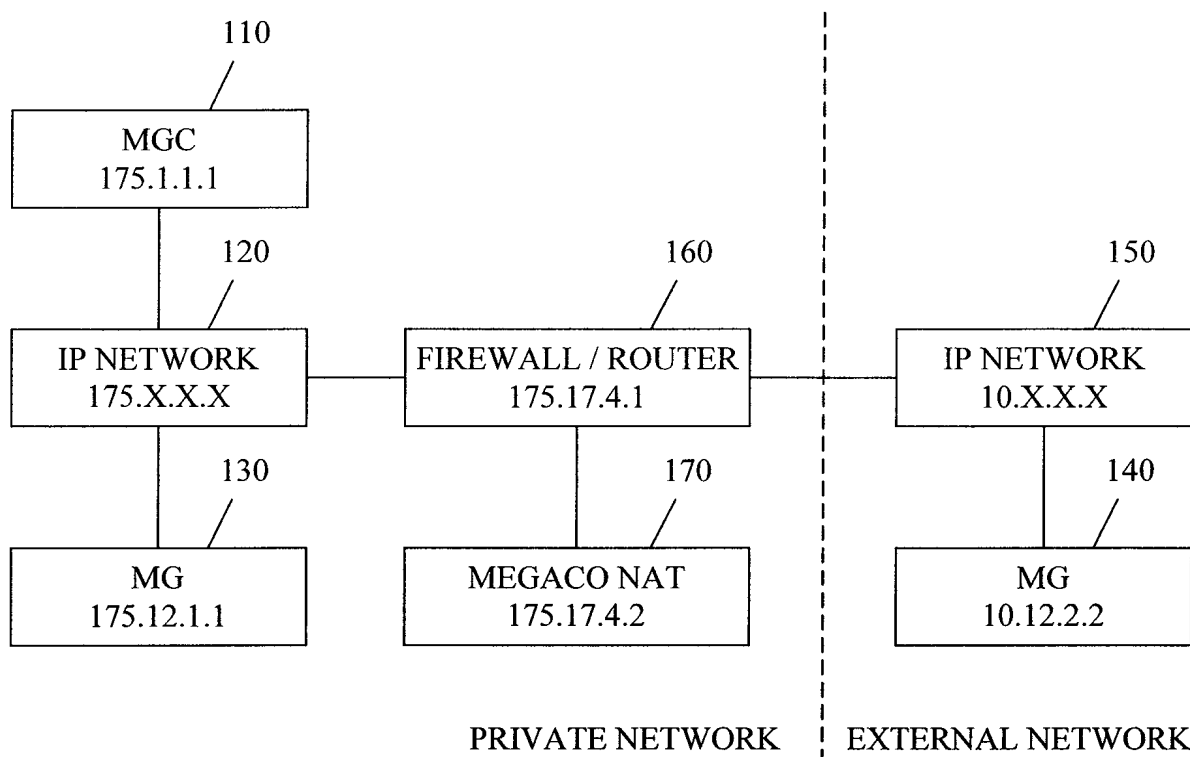 110
MGC
175.1.1.1
120
160
150
IP NETWORK
175.X.X.X
FIREWALL / ROUTER
175.17.4.1
IP NETWORK
10.X.X.X
130
170
140
MG
175.12.1.1
MEGACO NAT
175.17.4.2
MG
10.12.2.2
PRIVATE NETWORK
EXTERNAL NETWORK